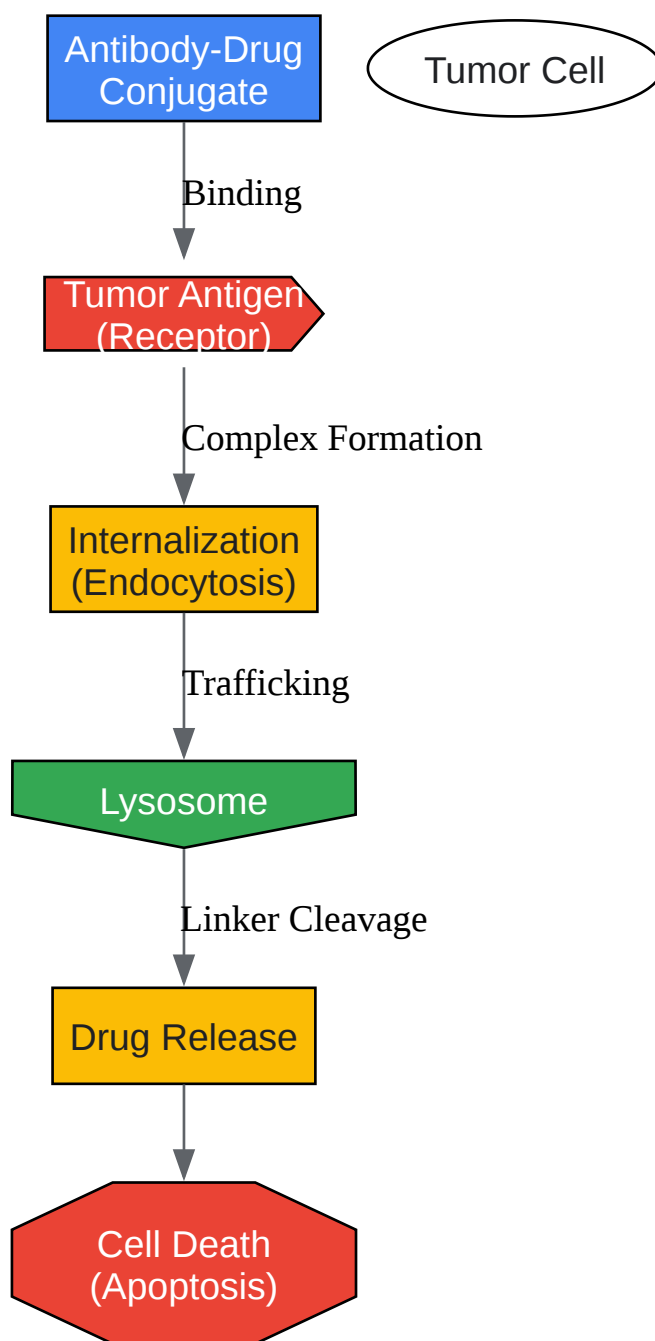 Antibody-Drug
Conjugate
Tumor Cell
Binding
Tumor Antigen
(Receptor)
Complex Formation
Internalization
(Endocytosis)
Trafficking
Lysosome
Linker Cleavage
Drug Release
Cell Death
(Apoptosis)